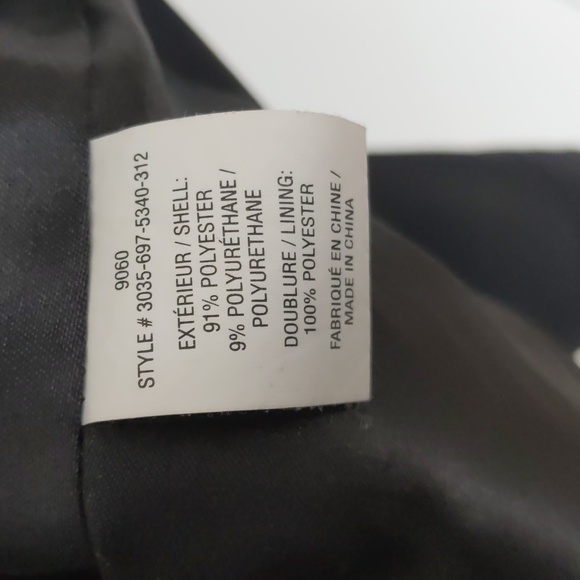 9060
STYLE # 3035-697-5340-312
EXTÉRIEUR / SHELL:
91% POLYESTER
9% POLYURÉTHANE /
POLYURETHANE
DOUBLURE / LINING:
100% POLYESTER
FABRIQUÉ EN CHINE /
MADE IN CHINA